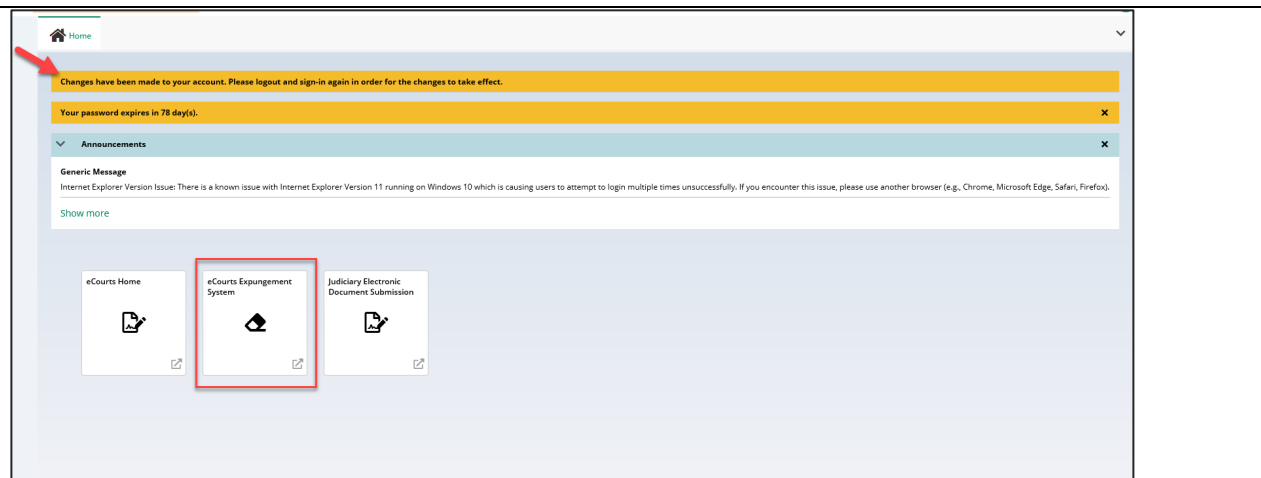 Home
Changes have been made to your account. Please logout and sign-in again in order for the changes to take effect.
Your password expires in 78 day(s).
Announcements
Generic Message
Internet Explorer Version Issue: There is a known issue with Internet Explorer Version 11 running on Windows 10 which is causing users to attempt to login multiple times unsuccessfully. If you encounter this issue, please use another browser (e.g., Chrome, Microsoft Edge, Safari, Firefox).
Show more
eCourts Home
eCourts Expungement
System
Judiciary Electronic
Document Submission